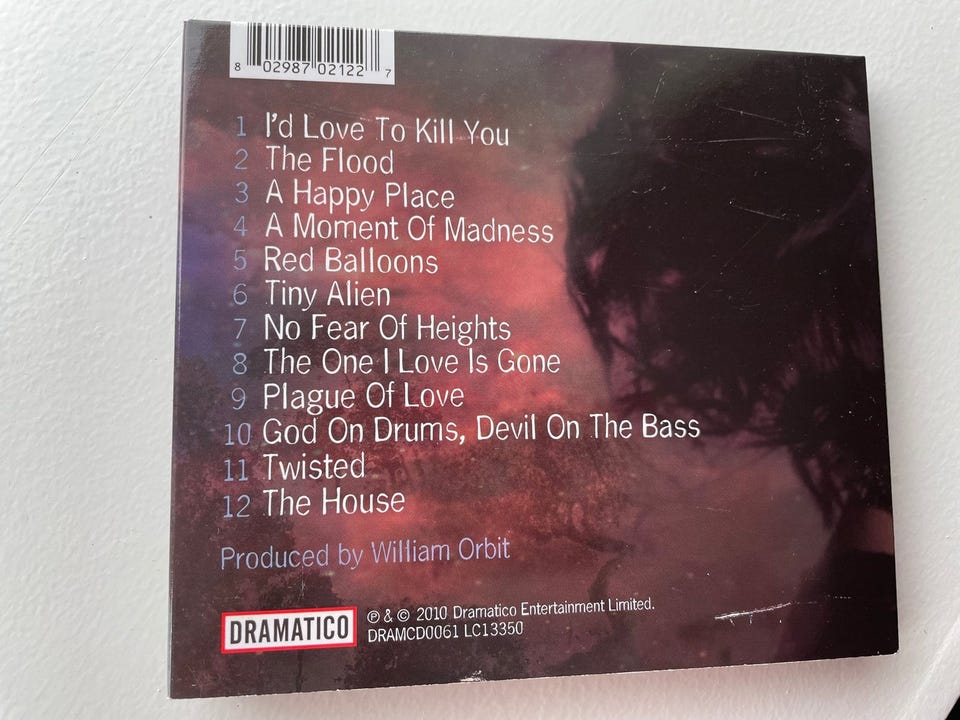 8 02987 02122 7
1 I'd Love To Kill You
2 The Flood
3 A Happy Place
4 A Moment Of Madness
5 Red Balloons
6 Tiny Alien
7 No Fear Of Heights
8 The One I Love Is Gone
9 Plague Of Love
10 God On Drums, Devil On The Bass
11 Twisted
12 The House
Produced by William Orbit
DRAMATICO
℗ & © 2010 Dramatico Entertainment Limited.
DRAMCD0061 LC13350